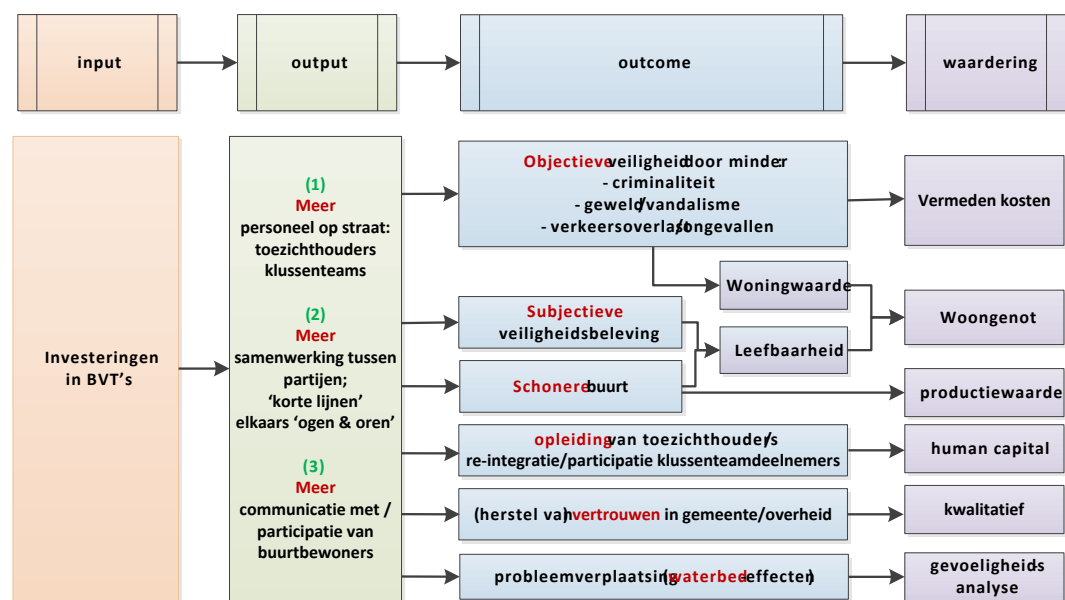 input
output
outcome
waardering
Investeringen
in BVT's
(1)
Meer
personeel op straat:
toezichthouders
klussenteams
(2)
Meer
samenwerking tussen
partijen;
‘korte lijnen’
elkaars ‘ogen & oren’
(3)
Meer
communicatie met /
participatie van
buurtbewoners
Objectieve veiligheid door minder:
- criminaliteit
- geweld/vandalisme
- verkeersoverlast/ongevallen
Vermeden kosten
Woningwaarde
Subjectieve
veiligheidsbeleving
Leefbaarheid
Woongenot
Schonere buurt
productiewaarde
opleiding van toezichthouders/
re-integratie/participatie klussenteamdeelnemers
human capital
(herstel van) vertrouwen in gemeente/overheid
kwalitatief
probleemverplaatsing (waterbed-effecten)
gevoeligheids-
analyse